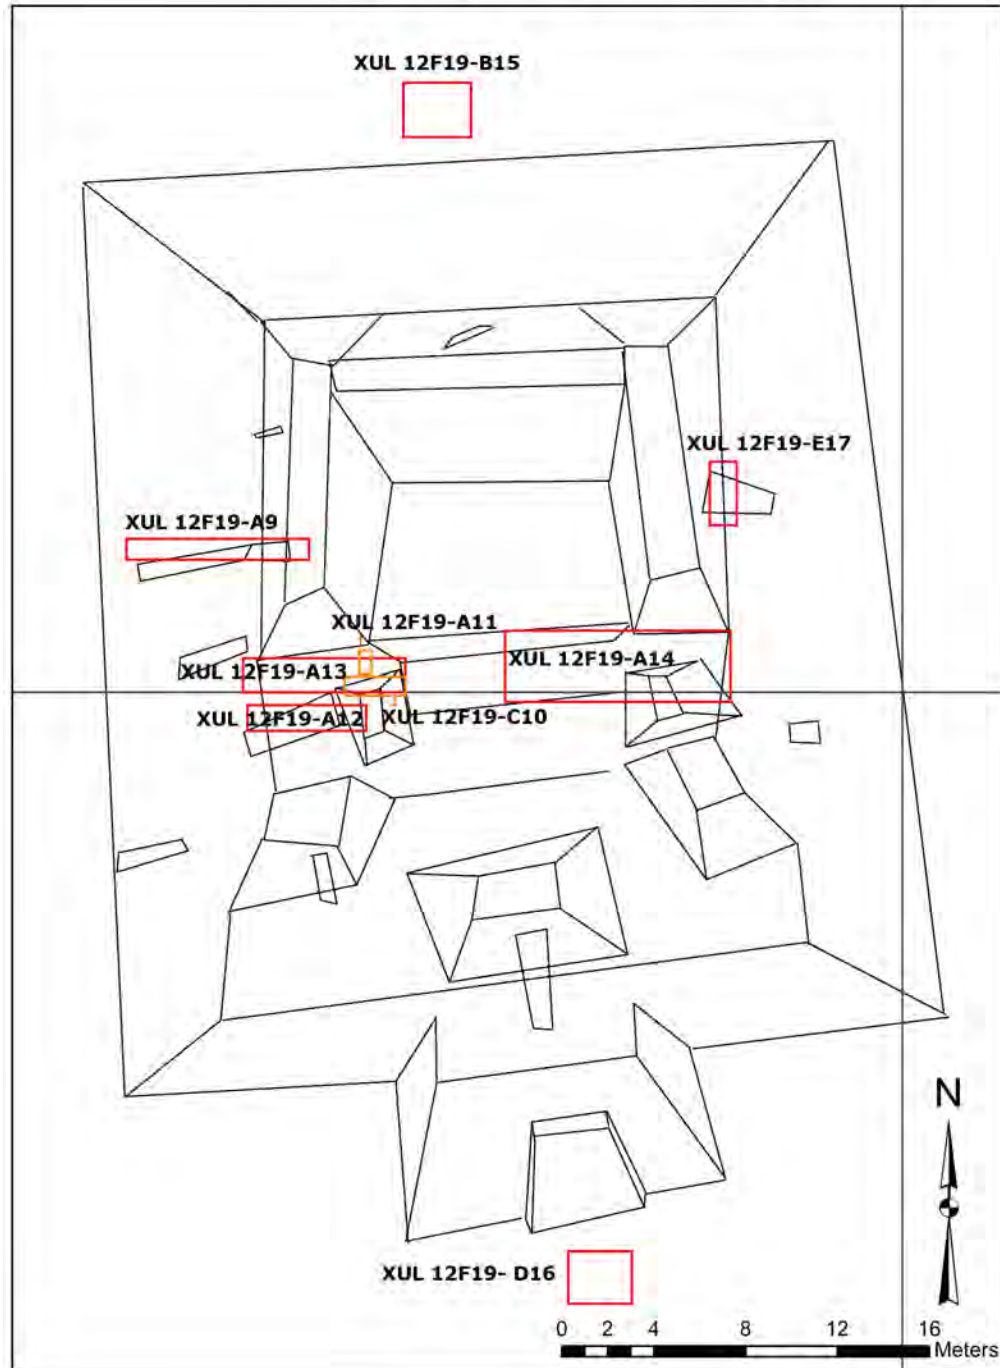 XUL 12F19-B15
XUL 12F19-E17
XUL 12F19-A9
XUL 12F19-A11
XUL 12F19-A14
XUL 12F19-A13
XUL 12F19-A12
XUL 12F19-C10
N
XUL 12F19- D16
0 2 4 8 12 16
Meters